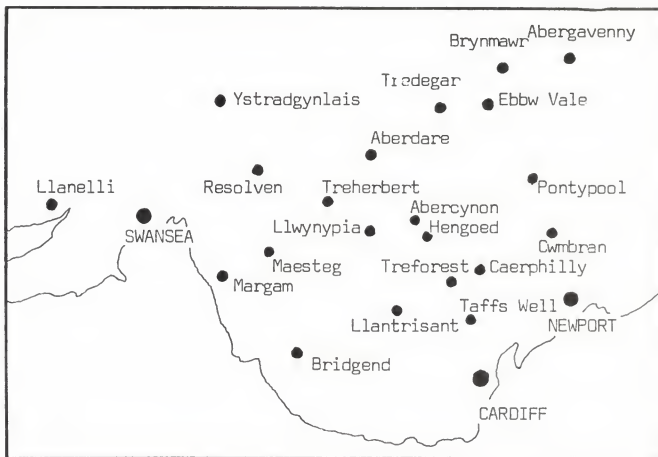 Abergavenny
Brynmawr
Tredegar
Ystradgynlais
Ebbw Vale
Aberdare
Llanelli
Resolven
Treherbert
Pontypool
Abercynon
Llwynypia
Hengoed
SWANSEA
Cwmbran
Maesteg
Treforest
Caerphilly
Margam
Llantrisant
Taffs Well
NEWPORT
Bridgend
CARDIFF